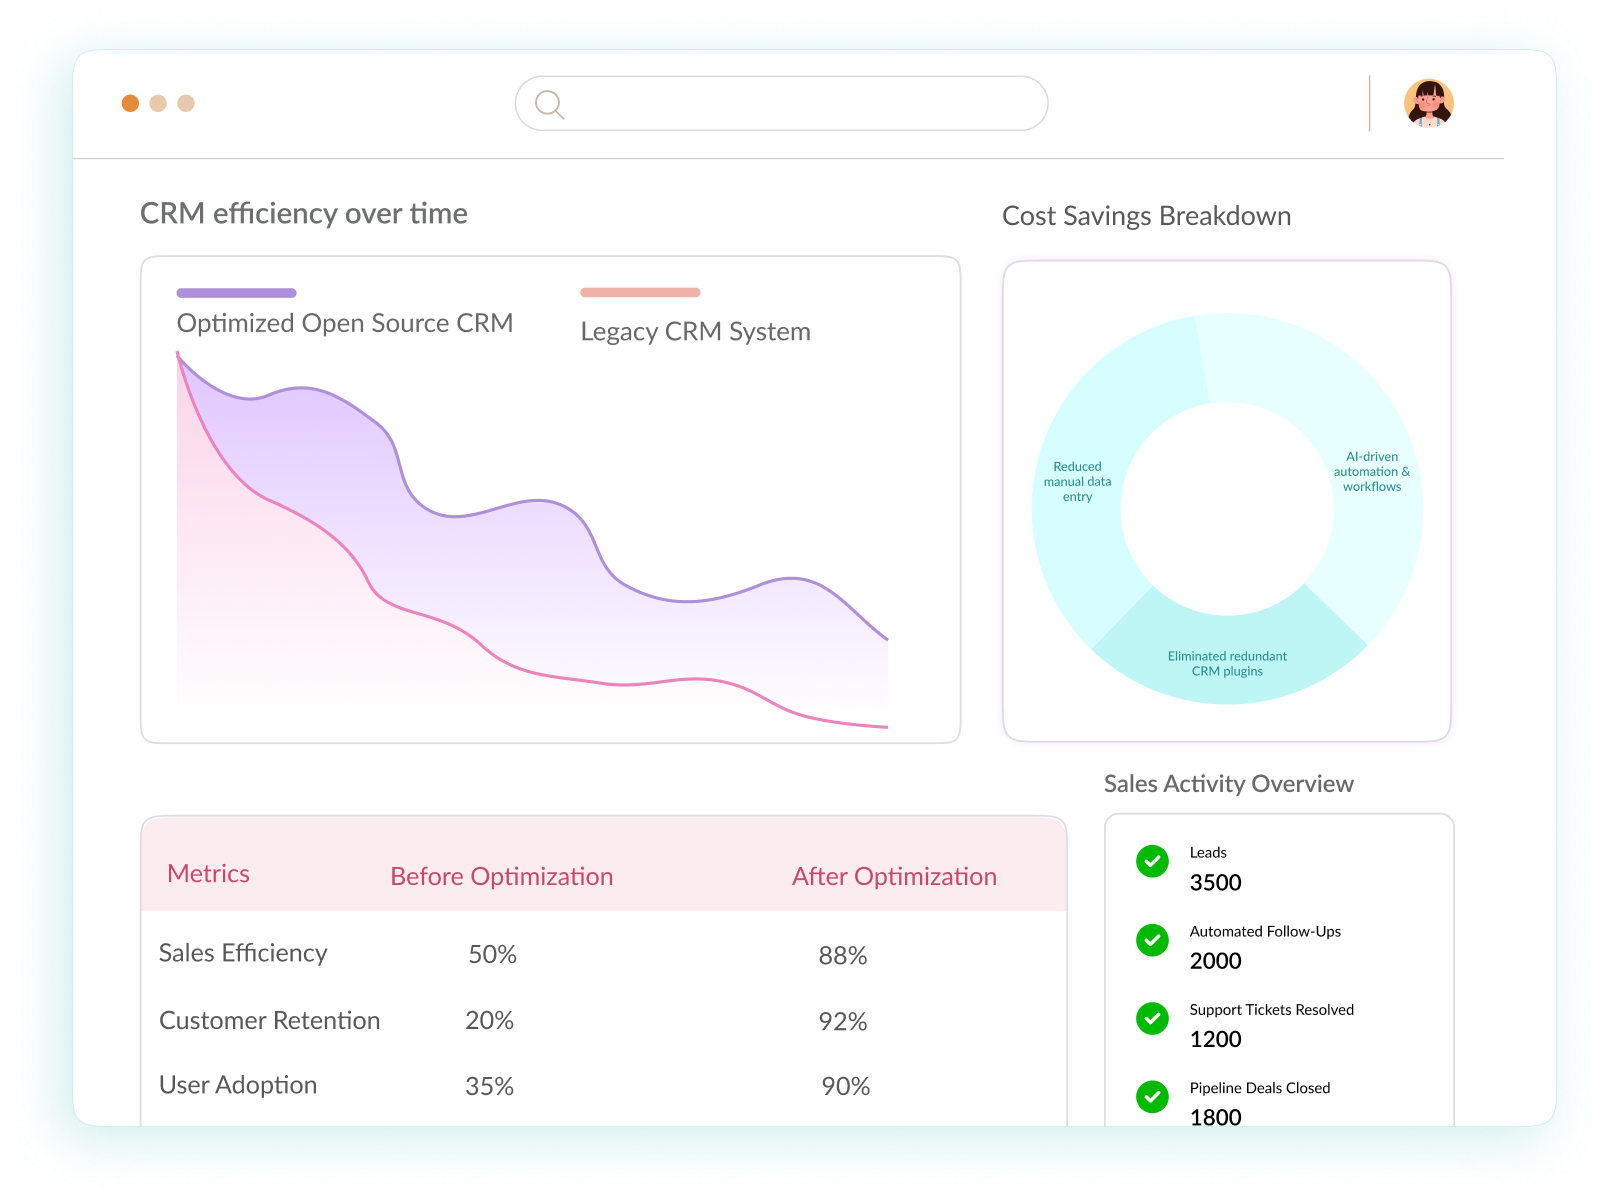 CRM efficiency over time
Cost Savings Breakdown
Optimized Open Source CRM
Legacy CRM System
Reduced
manual data
entry
AI-driven
automation &
workflows
Eliminated redundant
CRM plugins
Metrics Before Optimization After Optimization
Sales Efficiency 50% 88%
Customer Retention 20% 92%
User Adoption 35% 90%
Sales Activity Overview
Leads
3500
Automated Follow-Ups
2000
Support Tickets Resolved
1200
Pipeline Deals Closed
1800